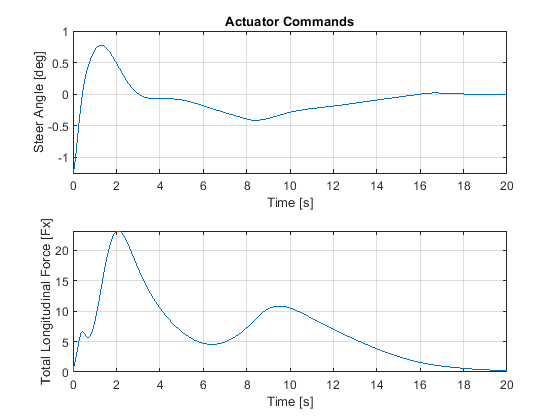 Actuator Commands
Steer Angle [deg]
1
0.5
0
-0.5
-1
0 2 4 6 8 10 12 14 16 18 20
Time [s]
Total Longitudinal Force [Fx]
20
15
10
5
0
0 2 4 6 8 10 12 14 16 18 20
Time [s]